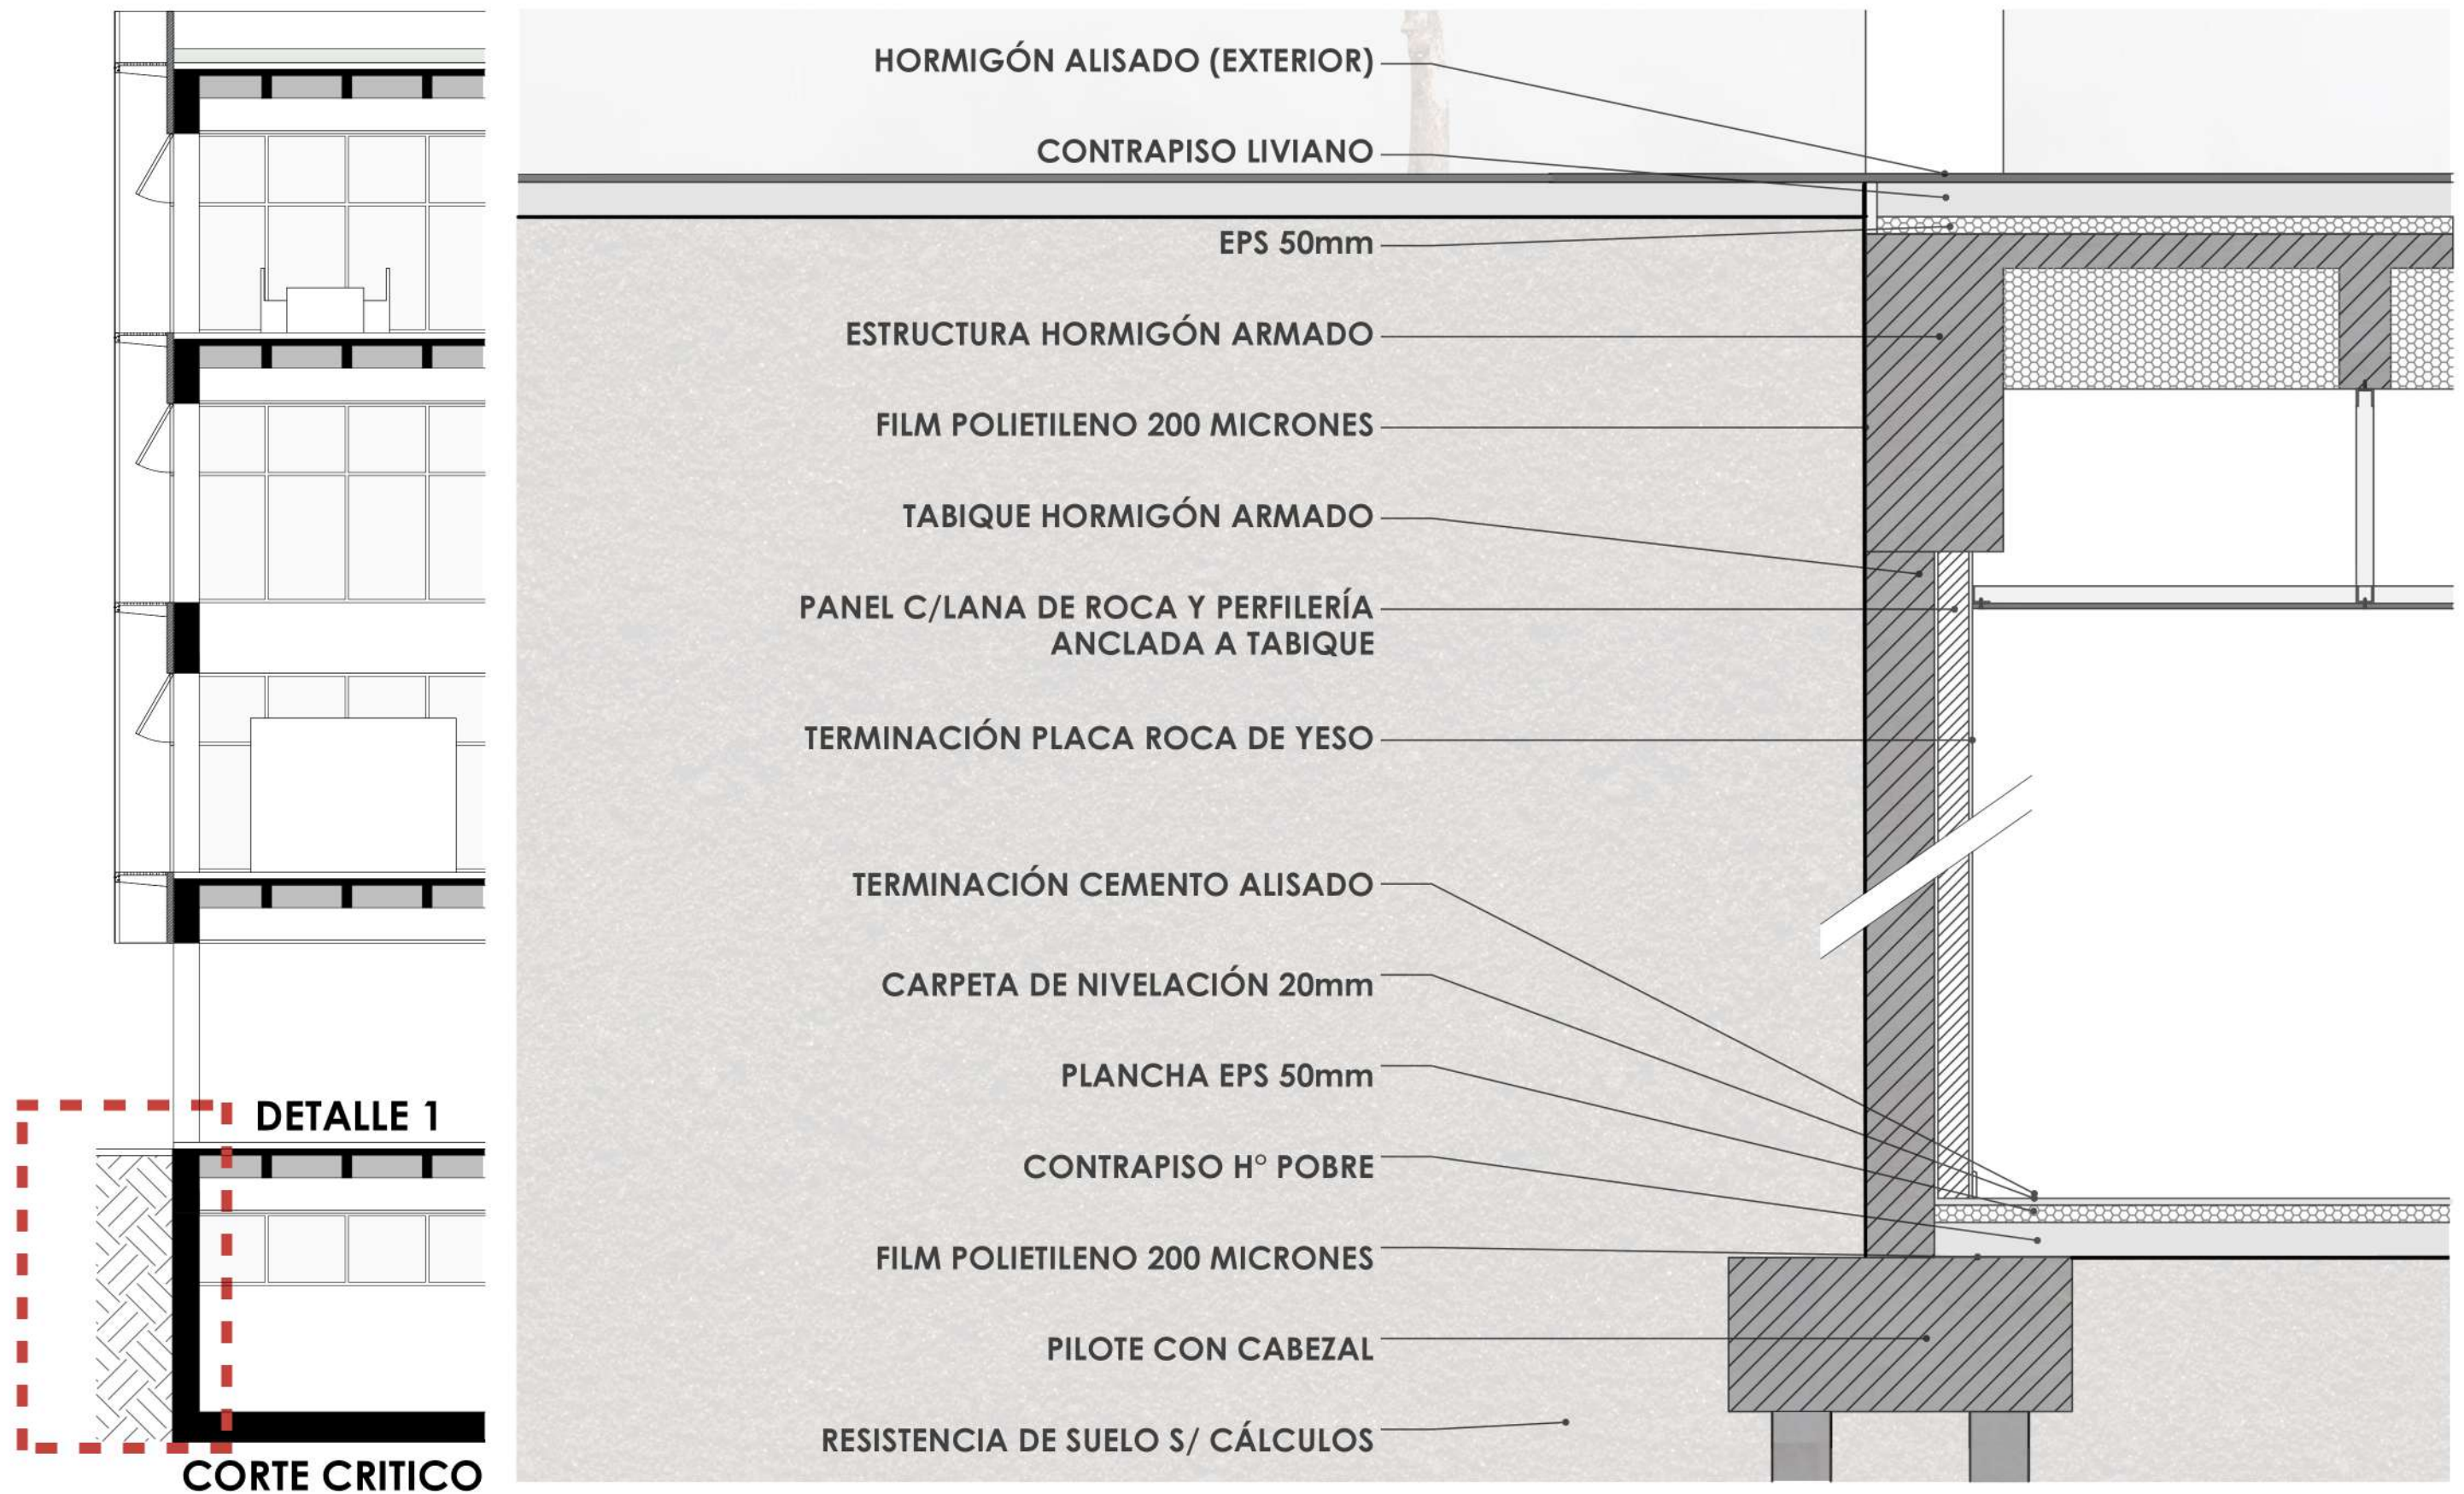 HORMIGÓN ALISADO (EXTERIOR)
CONTRAPISO LIVIANO
EPS 50mm
ESTRUCTURA HORMIGÓN ARMADO
FILM POLIETILENO 200 MICRONES
TABIQUE HORMIGÓN ARMADO
PANEL C/LANA DE ROCA Y PERFILERÍA
ANCLADA A TABIQUE
TERMINACIÓN PLACA ROCA DE YESO
TERMINACIÓN CEMENTO ALISADO
CARPETA DE NIVELACIÓN 20mm
PLANCHA EPS 50mm
CONTRAPISO H° POBRE
FILM POLIETILENO 200 MICRONES
PILOTE CON CABEZAL
RESISTENCIA DE SUELO S/ CÁLCULOS
DETALLE 1
CORTE CRITICO